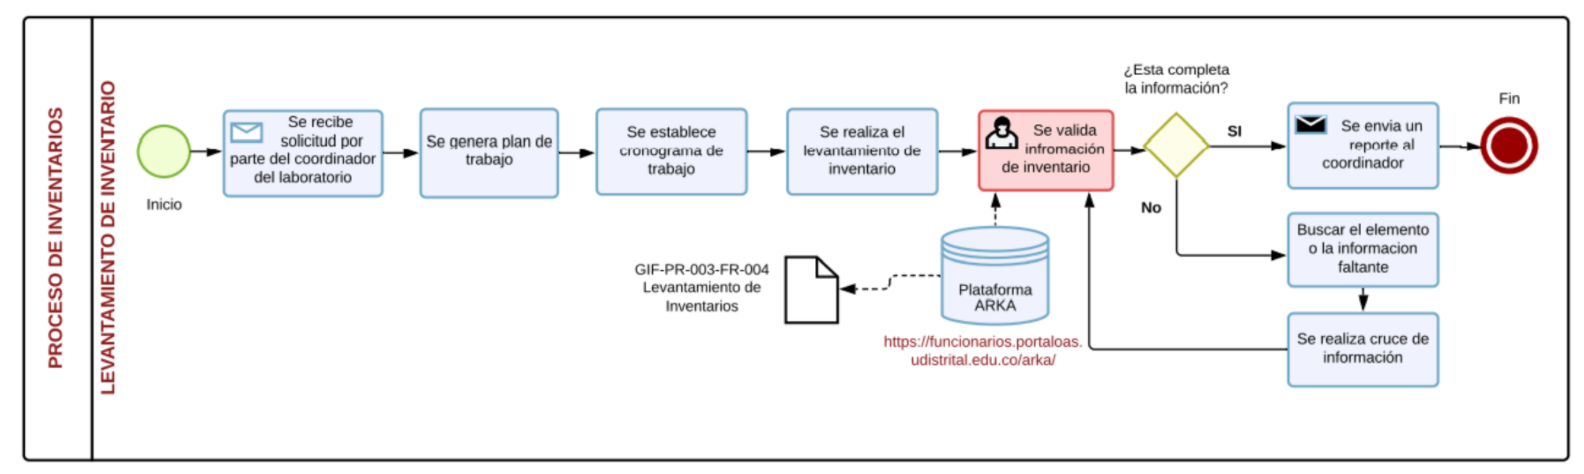 PROCESO DE INVENTARIOS
LEVANTAMIENTO DE INVENTARIO
Inicio
Se recibe
solicitud por
parte del coordinador
del laboratorio
Se genera plan de
trabajo
Se establece
cronograma de
trabajo
Se realiza el
levantamiento de
inventario
Se valida
infromación
de inventario
¿Esta completa
la información?
SI
Se envia un
reporte al
coordinador
Fin
No
Buscar el elemento
o la informacion
faltante
Se realiza cruce de
información
GIF-PR-003-FR-004
Levantamiento de
Inventarios
Plataforma
ARKA
https://funcionarios.portaloas.
udistrital.edu.co/arka/